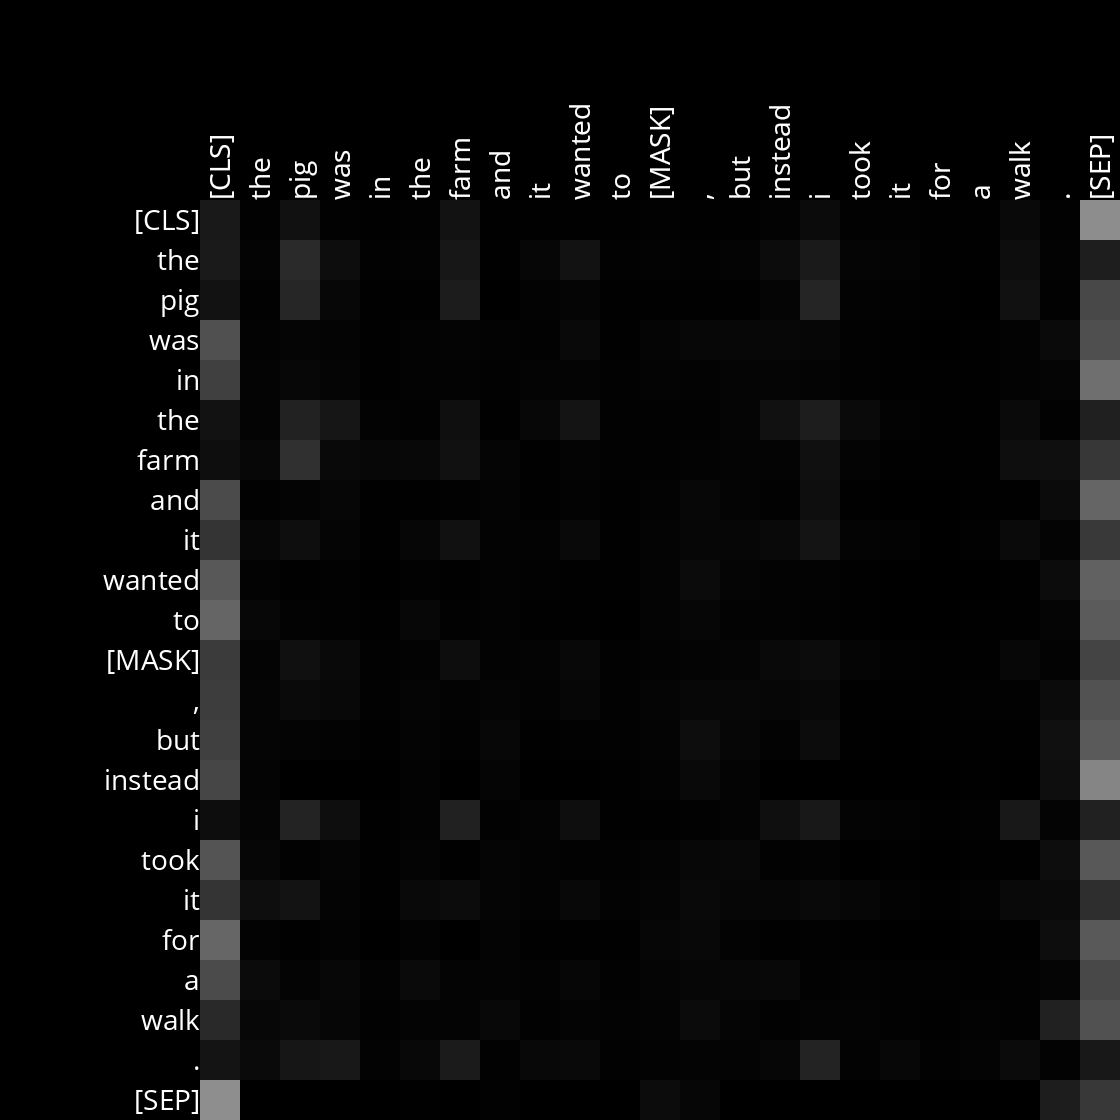 [CLS] the pig was in the farm and it wanted to [MASK] , but instead i took it for a walk . [SEP]
[CLS]
the
pig
was
in
the
farm
and
it
wanted
to
[MASK]
,
but
instead
i
took
it
for
a
walk
.
[SEP]